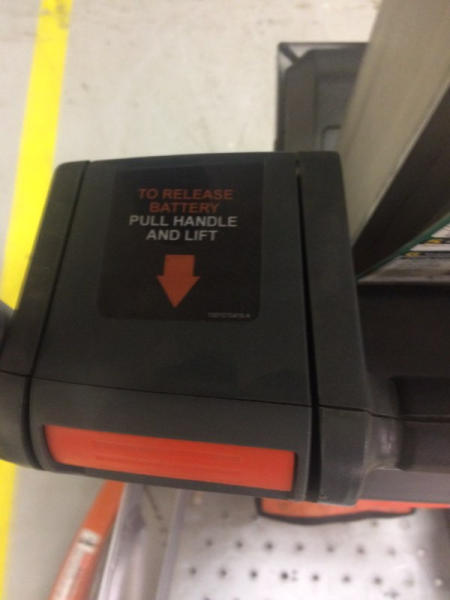 TO RELEASE
BATTERY
PULL HANDLE
AND LIFT